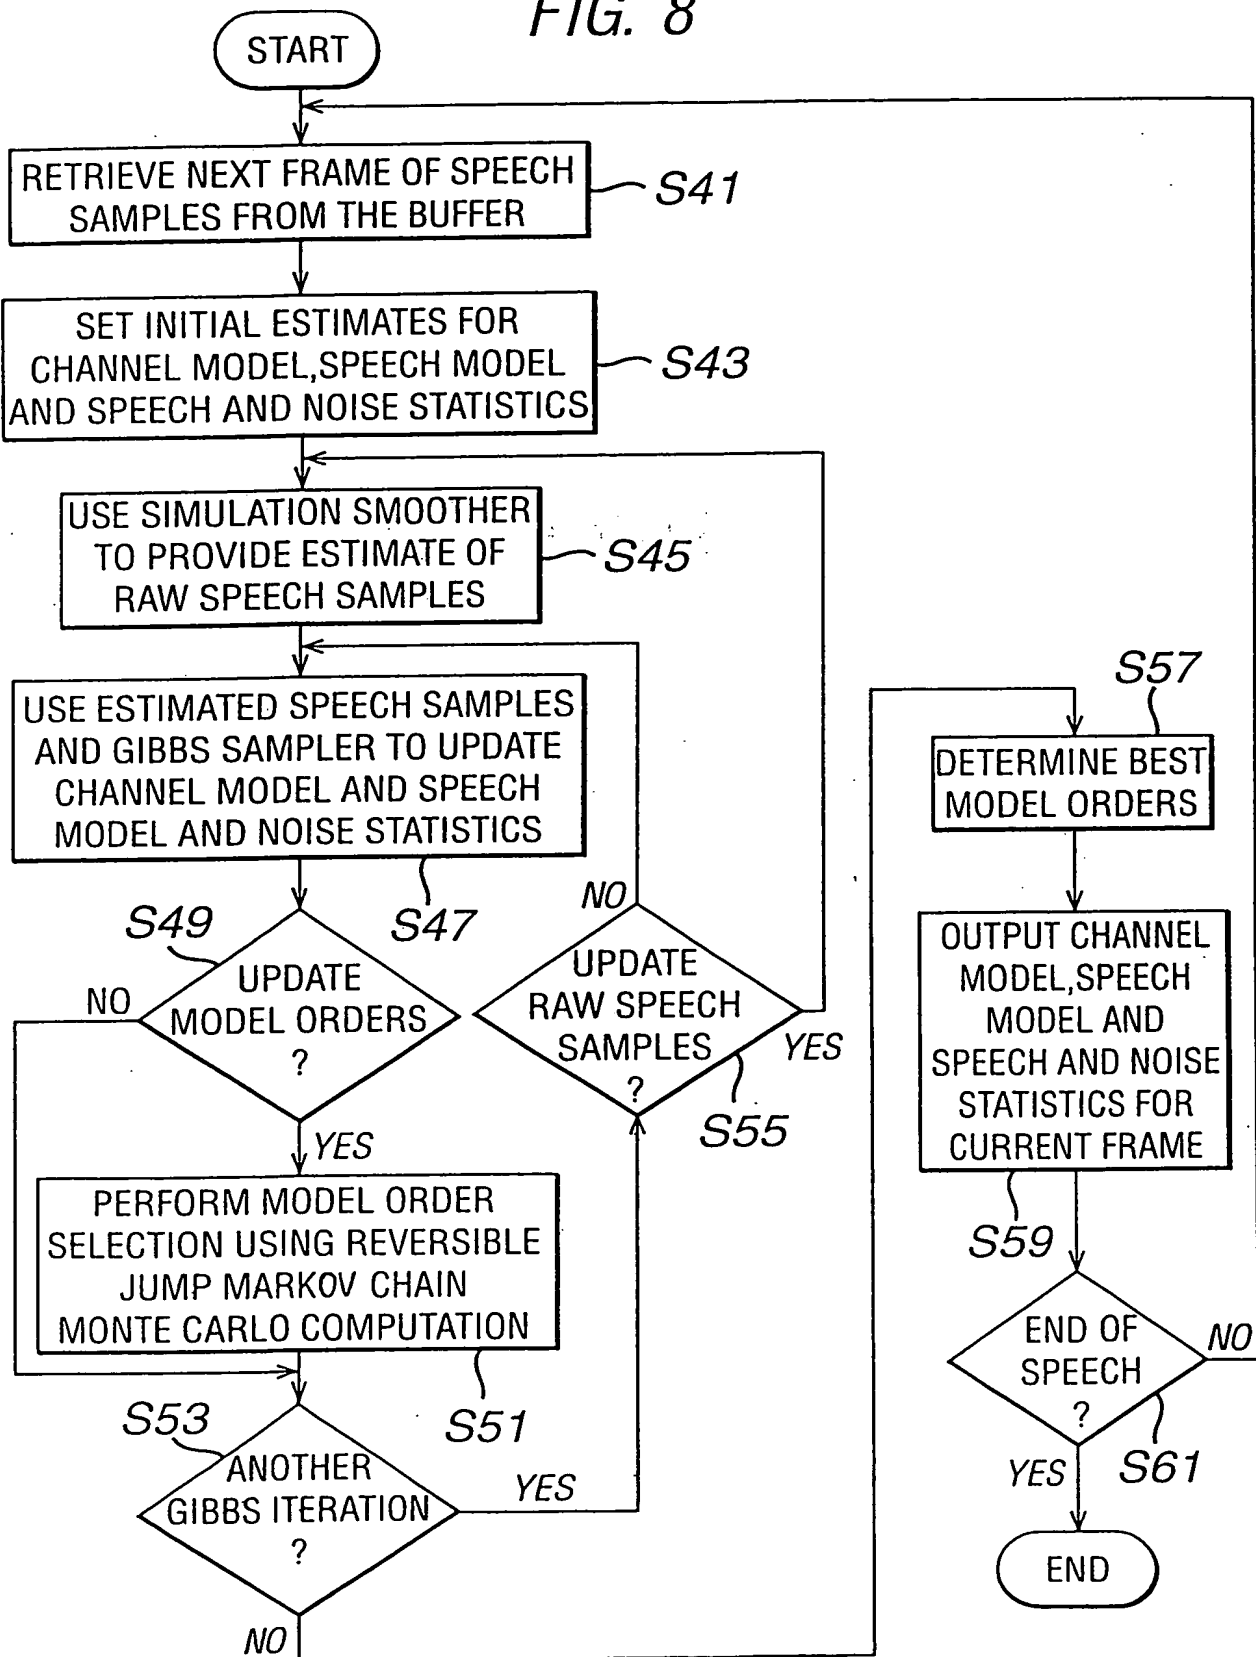 FIG. 8
START
RETRIEVE NEXT FRAME OF SPEECH
SAMPLES FROM THE BUFFER
S41
SET INITIAL ESTIMATES FOR
CHANNEL MODEL,SPEECH MODEL
AND SPEECH AND NOISE STATISTICS
S43
USE SIMULATION SMOOTHER
TO PROVIDE ESTIMATE OF
RAW SPEECH SAMPLES
S45
USE ESTIMATED SPEECH SAMPLES
AND GIBBS SAMPLER TO UPDATE
CHANNEL MODEL AND SPEECH
MODEL AND NOISE STATISTICS
S47
S49
UPDATE
MODEL ORDERS
?
NO
YES
PERFORM MODEL ORDER
SELECTION USING REVERSIBLE
JUMP MARKOV CHAIN
MONTE CARLO COMPUTATION
S51
S53
ANOTHER
GIBBS ITERATION
?
YES
NO
NO
UPDATE
RAW SPEECH
SAMPLES
?
YES
S55
S57
DETERMINE BEST
MODEL ORDERS
OUTPUT CHANNEL
MODEL,SPEECH
MODEL AND
SPEECH AND NOISE
STATISTICS FOR
CURRENT FRAME
S59
END OF
SPEECH
?
NO
S61
YES
END